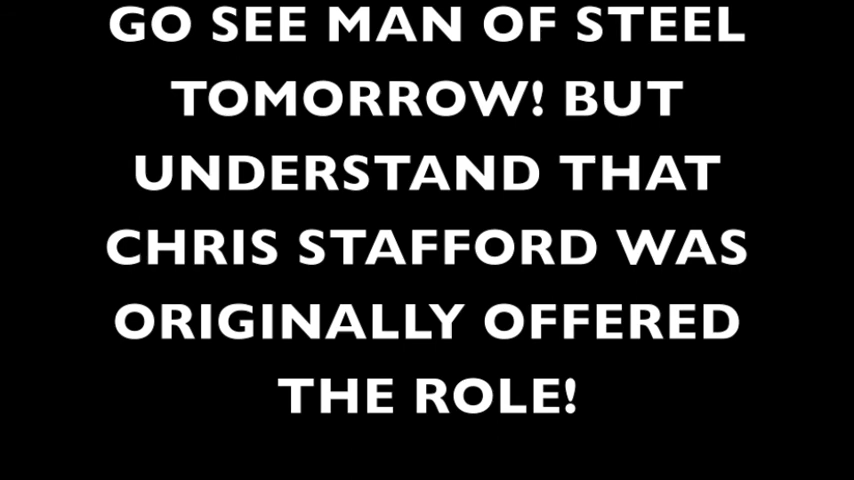 GO SEE MAN OF STEEL
TOMORROW! BUT
UNDERSTAND THAT
CHRIS STAFFORD WAS
ORIGINALLY OFFERED
THE ROLE!